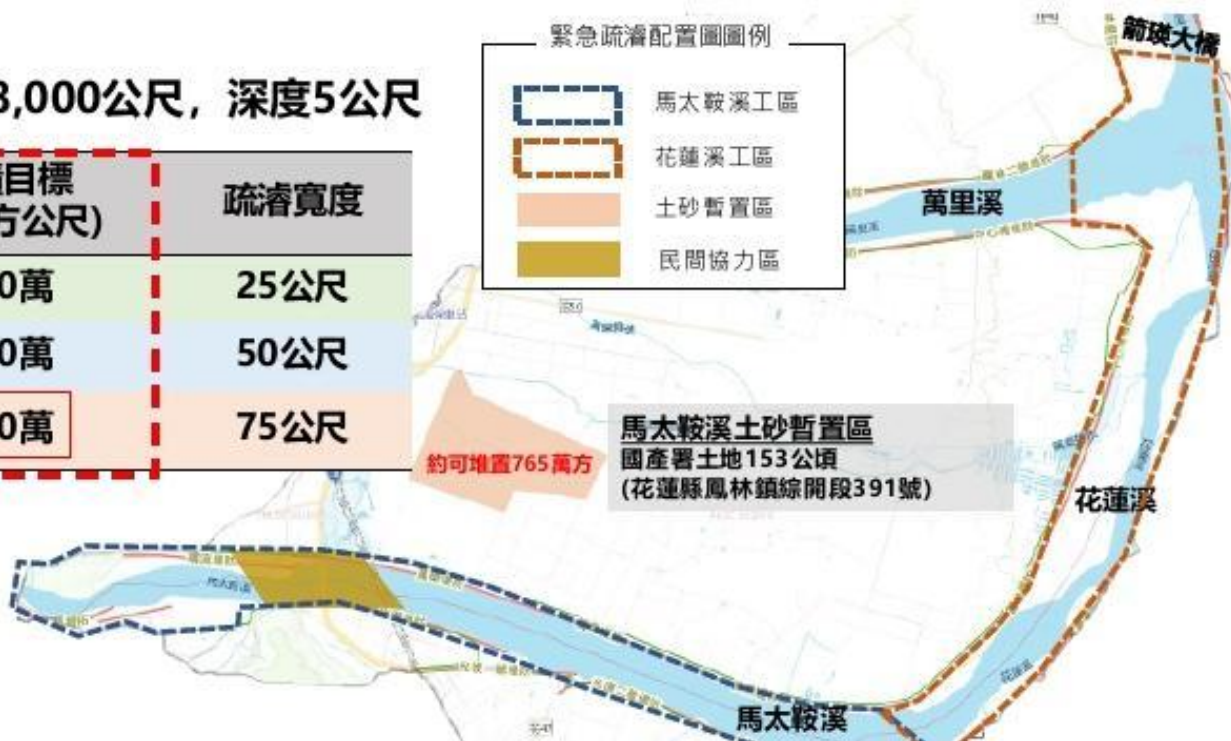 3,000公尺，深度5公尺
目標
方公尺)
疏濬寬度
0萬
25公尺
0萬
50公尺
0萬
75公尺
緊急疏濬配置圖圖例
馬太鞍溪工區
花蓮溪工區
土砂暫置區
民間協力區
箭瑛大橋
萬里溪
約可堆置765萬方
馬太鞍溪土砂暫置區
國產署土地153公頃
(花蓮縣鳳林鎮綜開段391號)
花蓮溪
馬太鞍溪